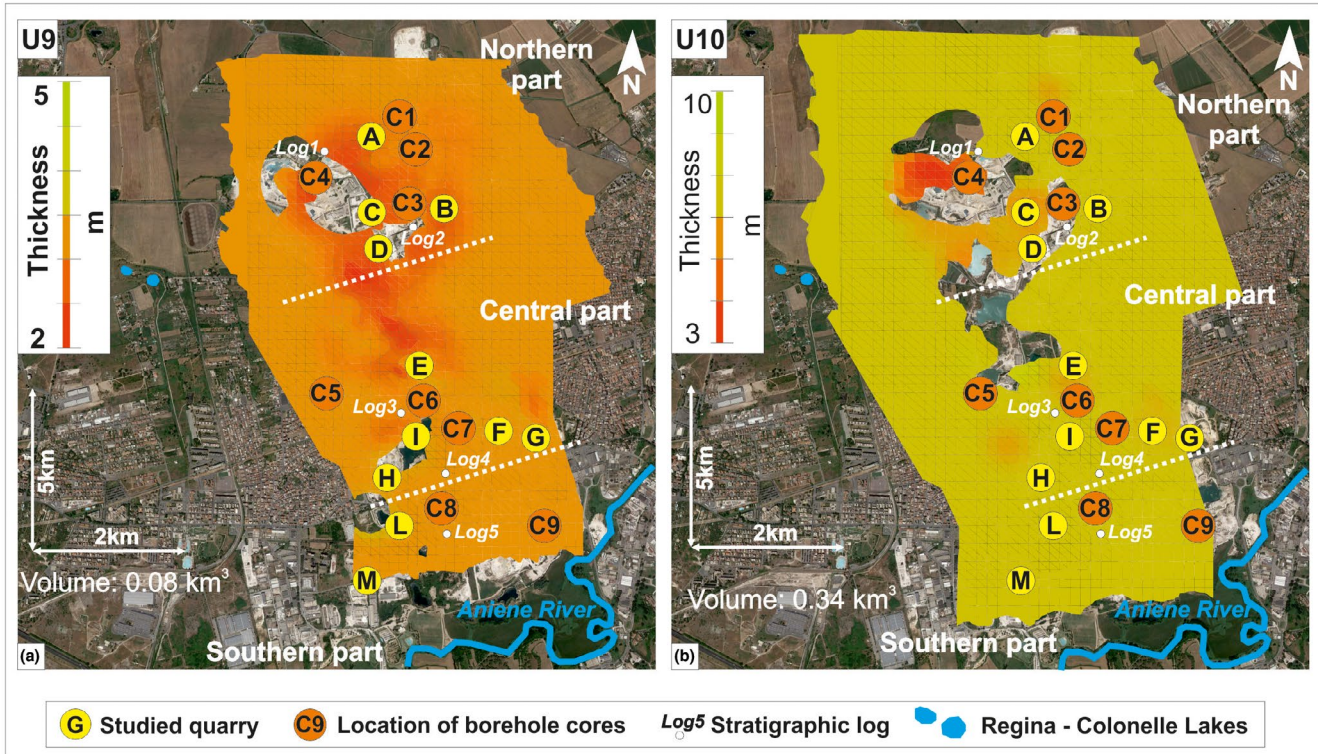 U9
Northern
part
N
5
Thickness
m
2
C1
A
Log1
C2
C4
C3
C
B
Log2
D
Central part
E
C5
C6
Log3
I
C7
F
G
Log4
H
C8
L
Log5
C9
M
5km
2km
Volume: 0.08 km³
Aniene River
Southern part
(a)
U10
Northern
part
N
10
Thickness
m
3
C1
A
Log1
C2
C4
C3
C
B
Log2
D
Central part
E
C5
C6
Log3
I
C7
F
G
Log4
H
C8
L
Log5
C9
M
5km
2km
Volume: 0.34 km³
Aniene River
Southern part
(b)
G Studied quarry
C9 Location of borehole cores
Log5 Stratigraphic log
Regina - Colonelle Lakes